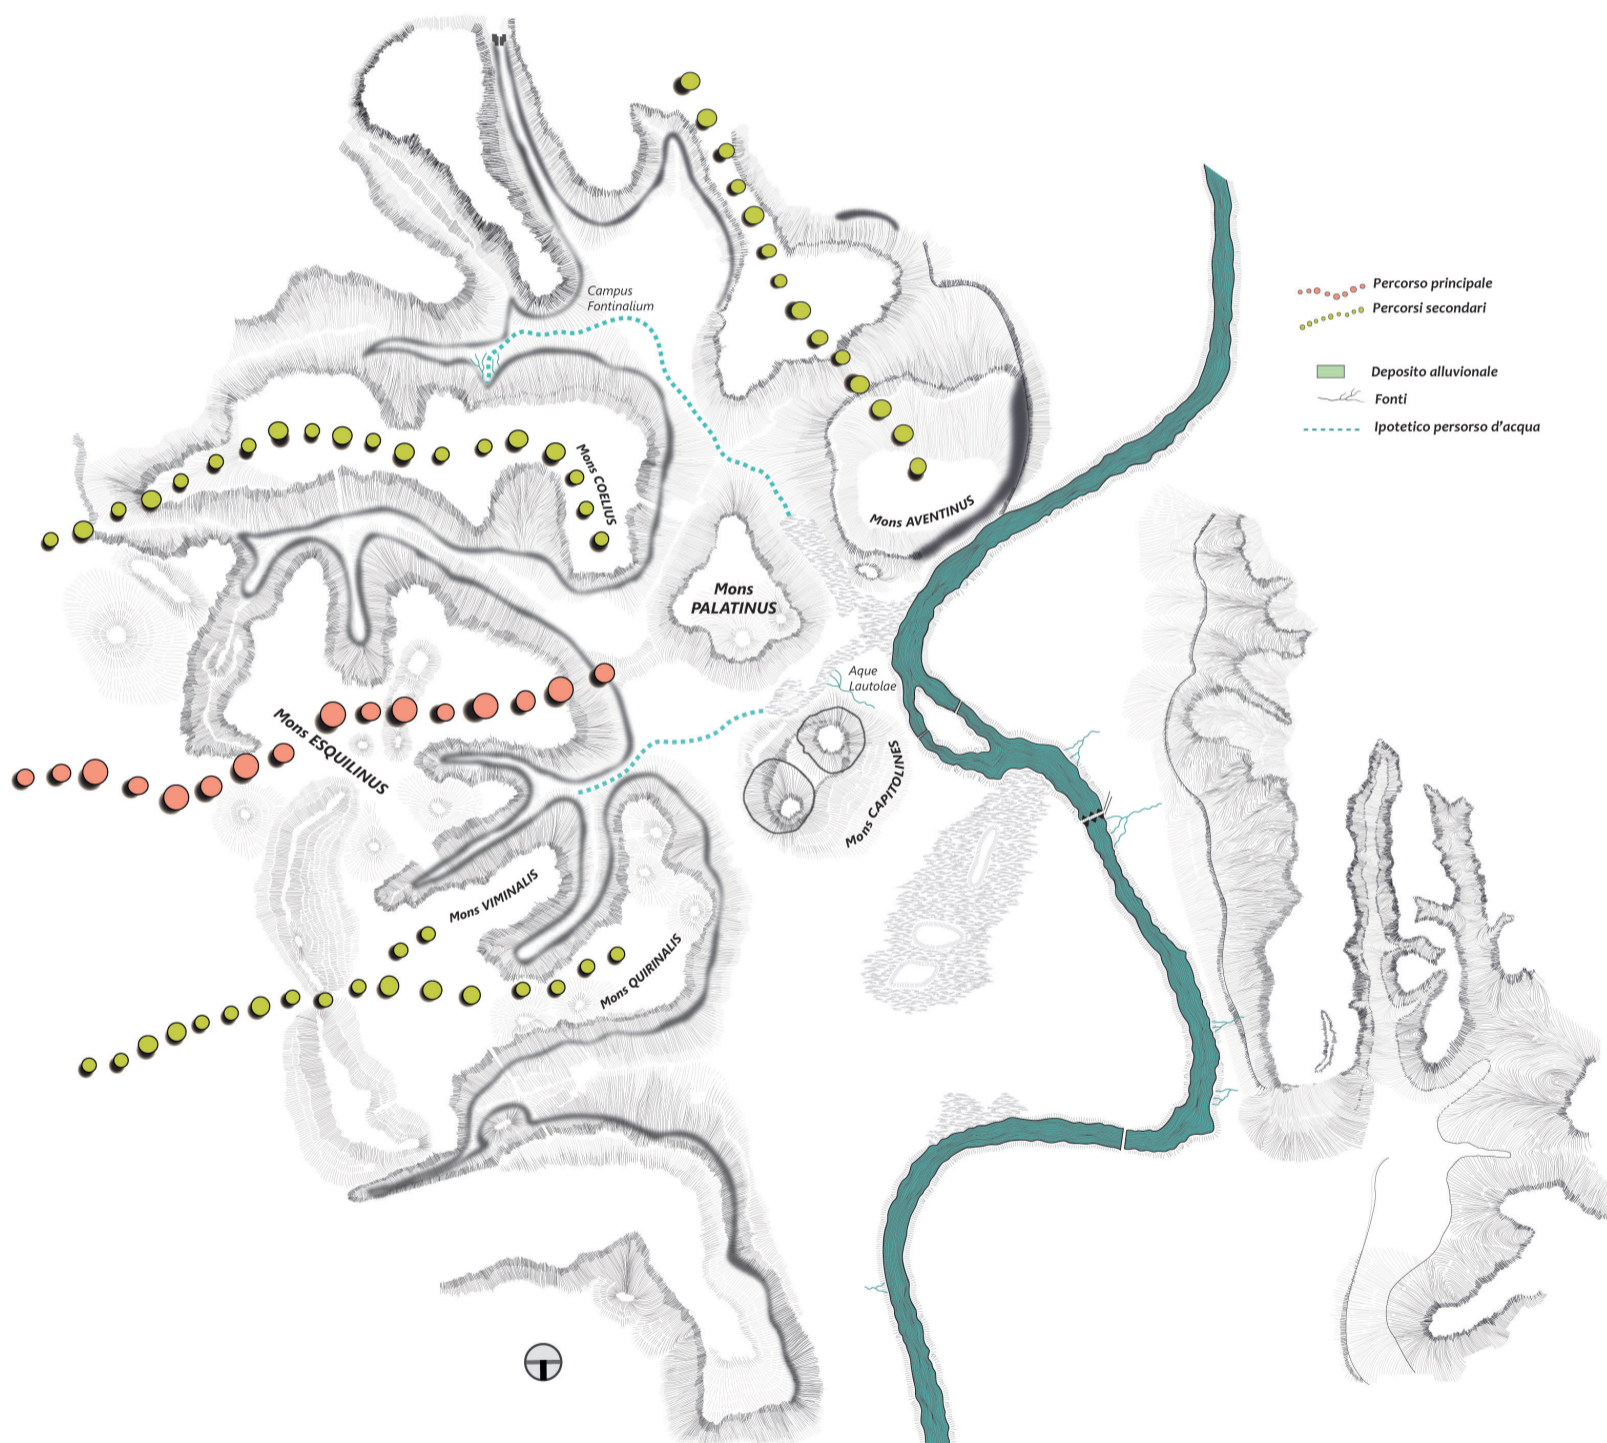 Campus
Fontinalium
Percorso principale
Percorsi secondari
Deposito alluvionale
Fonti
Ipotetico persorso d'acqua
Mons COELIUS
Mons AVENTINUS
Mons
PALATINUS
Aque
Lautolae
Mons ESQUILINUS
Mons CAPITOLINES
Mons VIMINALIS
Mons QUIRINALIS